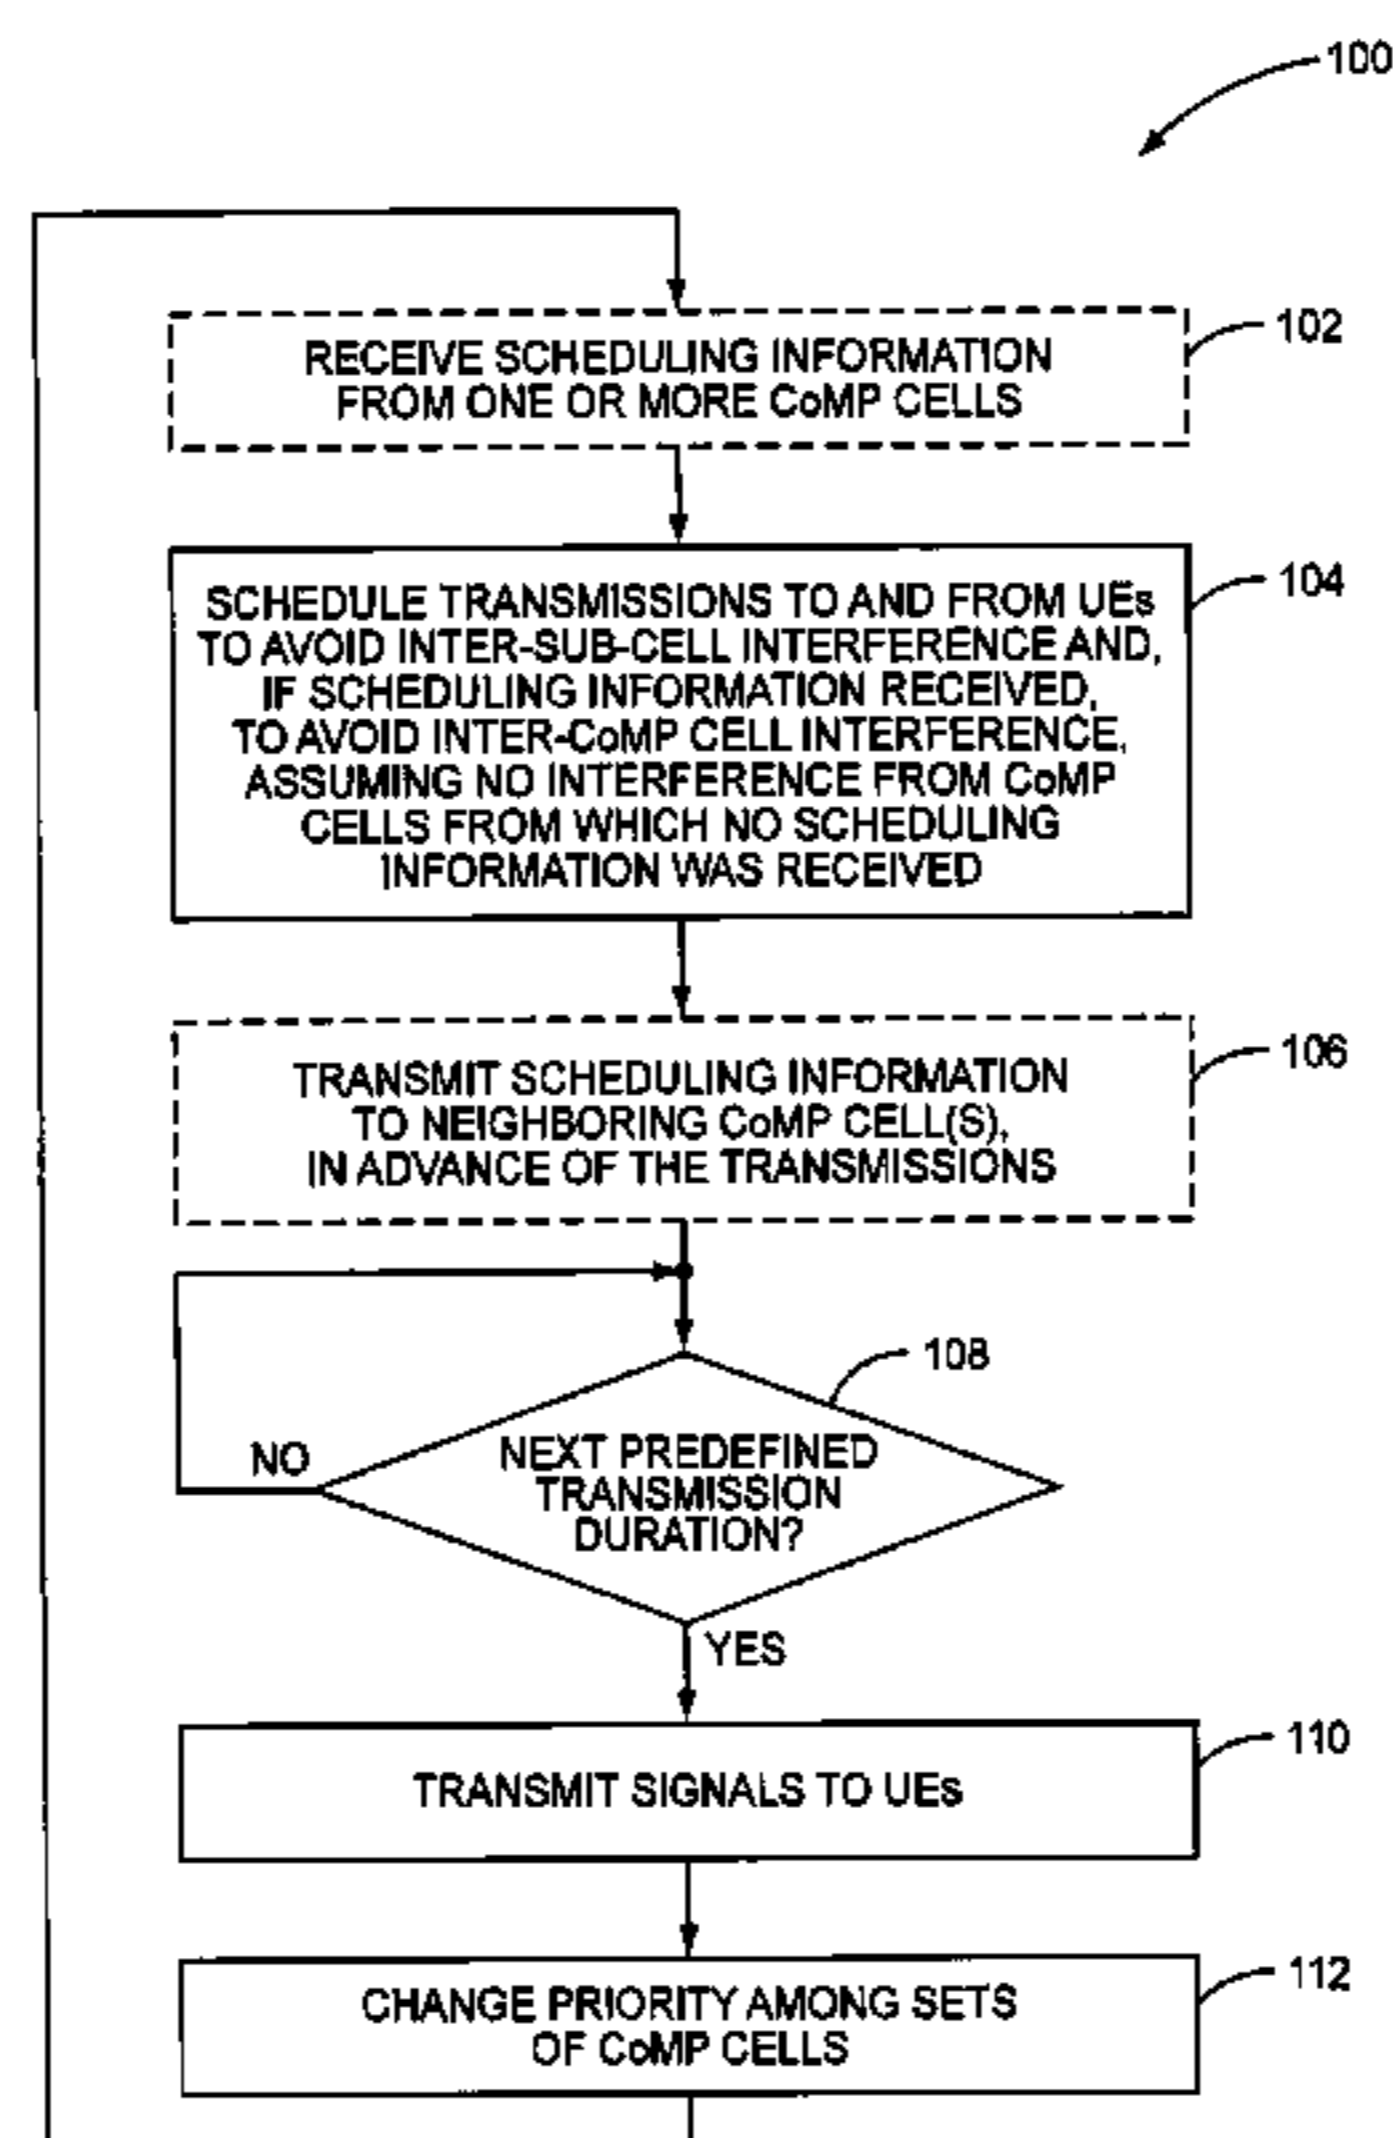 100
RECEIVE SCHEDULING INFORMATION
FROM ONE OR MORE CoMP CELLS
102
SCHEDULE TRANSMISSIONS TO AND FROM UEs
TO AVOID INTER-SUB-CELL INTERFERENCE AND,
IF SCHEDULING INFORMATION RECEIVED,
TO AVOID INTER-CoMP CELL INTERFERENCE,
ASSUMING NO INTERFERENCE FROM CoMP
CELLS FROM WHICH NO SCHEDULING
INFORMATION WAS RECEIVED
104
TRANSMIT SCHEDULING INFORMATION
TO NEIGHBORING CoMP CELL(S),
IN ADVANCE OF THE TRANSMISSIONS
106
108
NO
NEXT PREDEFINED
TRANSMISSION
DURATION?
YES
TRANSMIT SIGNALS TO UEs
110
CHANGE PRIORITY AMONG SETS
OF CoMP CELLS
112